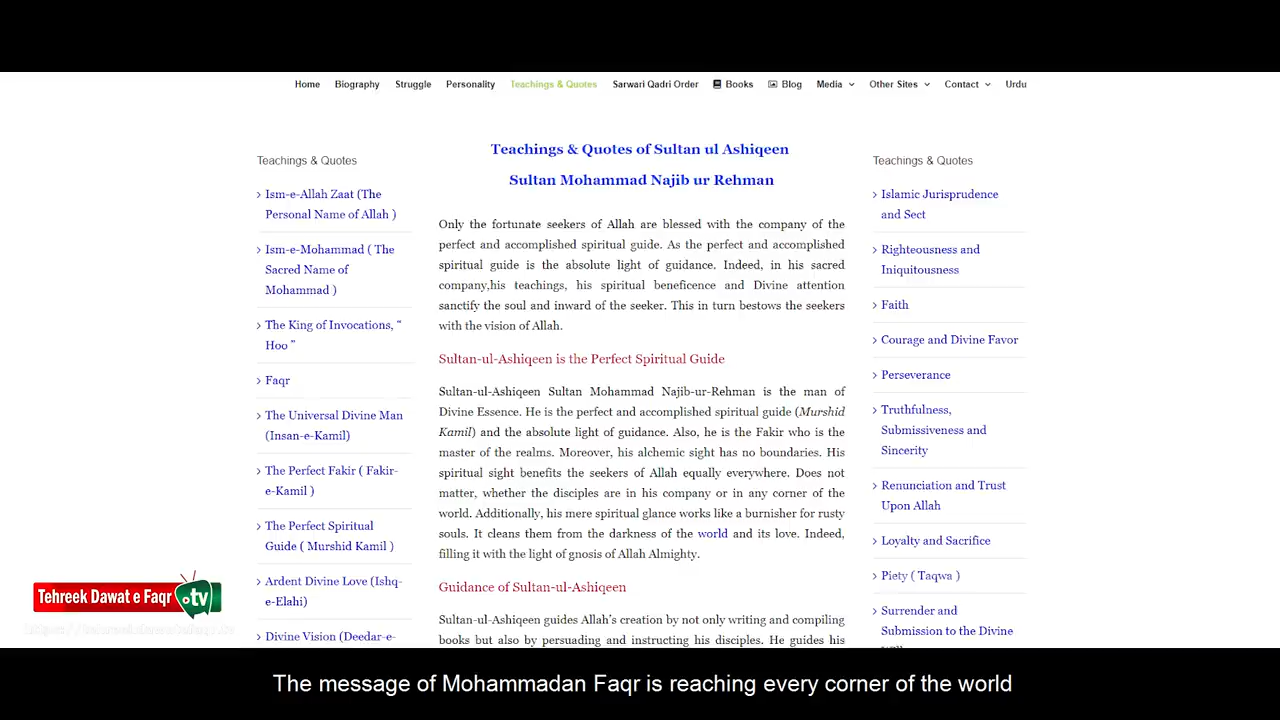 Home Biography Struggle Personality Teachings & Quotes Sarwari Qadri Order Books Blog Media Other Sites Contact Urdu
Teachings & Quotes
Ism-e-Allah Zaat (The
Personal Name of Allah )
Ism-e-Mohammad ( The
Sacred Name of
Mohammad )
The King of Invocations, “
Hoo ”
Faqr
The Universal Divine Man
(Insan-e-Kamil)
The Perfect Fakir ( Fakir-
e-Kamil )
The Perfect Spiritual
Guide ( Murshid Kamil )
Ardent Divine Love (Ishq-
e-Elahi)
Divine Vision (Deedar-e-
Teachings & Quotes of Sultan ul Ashiqeen
Sultan Mohammad Najib ur Rehman
Only the fortunate seekers of Allah are blessed with the company of the
perfect and accomplished spiritual guide. As the perfect and accomplished
spiritual guide is the absolute light of guidance. Indeed, in his sacred
company,his teachings, his spiritual beneficence and Divine attention
sanctify the soul and inward of the seeker. This in turn bestows the seekers
with the vision of Allah.
Sultan-ul-Ashiqeen is the Perfect Spiritual Guide
Sultan-ul-Ashiqeen Sultan Mohammad Najib-ur-Rehman is the man of
Divine Essence. He is the perfect and accomplished spiritual guide (Murshid
Kamil) and the absolute light of guidance. Also, he is the Fakir who is the
master of the realms. Moreover, his alchemic sight has no boundaries. His
spiritual sight benefits the seekers of Allah equally everywhere. Does not
matter, whether the disciples are in his company or in any corner of the
world. Additionally, his mere spiritual glance works like a burnisher for rusty
souls. It cleans them from the darkness of the world and its love. Indeed,
filling it with the light of gnosis of Allah Almighty.
Guidance of Sultan-ul-Ashiqeen
Sultan-ul-Ashiqeen guides Allah’s creation by not only writing and compiling
books but also by persuading and instructing his disciples. He guides his
Teachings & Quotes
Islamic Jurisprudence
and Sect
Righteousness and
Iniquitousness
Faith
Courage and Divine Favor
Perseverance
Truthfulness,
Submissiveness and
Sincerity
Renunciation and Trust
Upon Allah
Loyalty and Sacrifice
Piety ( Taqwa )
Surrender and
Submission to the Divine
Tehreek Dawat e Faqr .tv
The message of Mohammadan Faqr is reaching every corner of the world